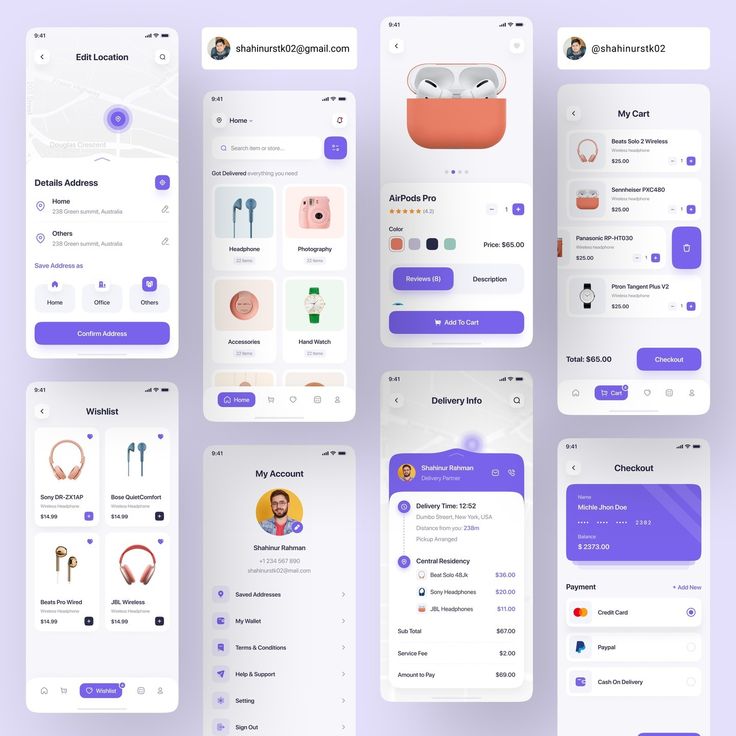 9:41
Edit Location
Douglas Crescent
Details Address
Home
238 Green summit, Australia
Others
238 Green summit, Australia
Save Address as
Home
Office
Others
Confirm Address
shahinurstk02@gmail.com
9:41
Home
Search item or store...
Got Delivered everything you need
Headphone
22 Items
Photography
22 Items
Accessories
22 Items
Hand Watch
22 Items
Home
9:41
AirPods Pro
(4.2)
1
Color
Price: $65.00
Reviews (8)
Description
Add To Cart
@shahinurstk02
9:41
My Cart
Beats Solo 2 Wireless
Wireless headphone
$25.00
1
Sennheiser PXC480
Wireless headphone
$25.00
1
Panasonic RP-HT030
Wireless Headphone
$25.00
1
Ptron Tangent Plus V2
Wireless headphone
$25.00
1
Total: $65.00
Checkout
Cart
9:41
Wishlist
Sony DR-ZX1AP
Wireless Headphone
$14.99
Bose QuietComfort
Wireless Headphone
$14.99
Beats Pro Wired
Wireless Headphone
$14.99
JBL Wireless
Wireless Headphone
$14.99
Wishlist
9:41
My Account
Shahinur Rahman
+1 234 567 890
shahinurstk02@mail.com
Saved Addresses
My Wallet
Terms & Conditions
Help & Support
Setting
Sign Out
9:41
Delivery Info
Shahinur Rahman
Delivery Partner
Delivery Time: 12:52
Dumbo Streert, New York, USA
Distance from you: 238m
Pickup Arranged
Central Residency
Beat Solo 48Jk
$36.00
Sony Headphones
$20.00
JBL Headphones
$11.00
Sub Total
$67.00
Service Fee
$2.00
Amount to Pay
$69.00
9:41
Checkout
Name
Michle Jhon Doe
•••• •••• •••• 2382
Balance
$ 2373.00
Payment
+ Add New
Credit Card
Paypal
Cash On Delivery